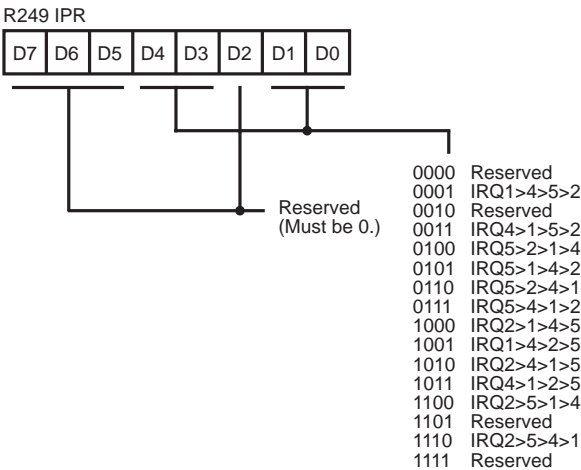 R249 IPR
D7 D6 D5 D4 D3 D2 D1 D0
Reserved
(Must be 0.)
0000 Reserved
0001 IRQ1>4>5>2
0010 Reserved
0011 IRQ4>1>5>2
0100 IRQ5>2>1>4
0101 IRQ5>1>4>2
0110 IRQ5>2>4>1
0111 IRQ5>4>1>2
1000 IRQ2>1>4>5
1001 IRQ1>4>2>5
1010 IRQ2>4>1>5
1011 IRQ4>1>2>5
1100 IRQ2>5>1>4
1101 Reserved
1110 IRQ2>5>4>1
1111 Reserved